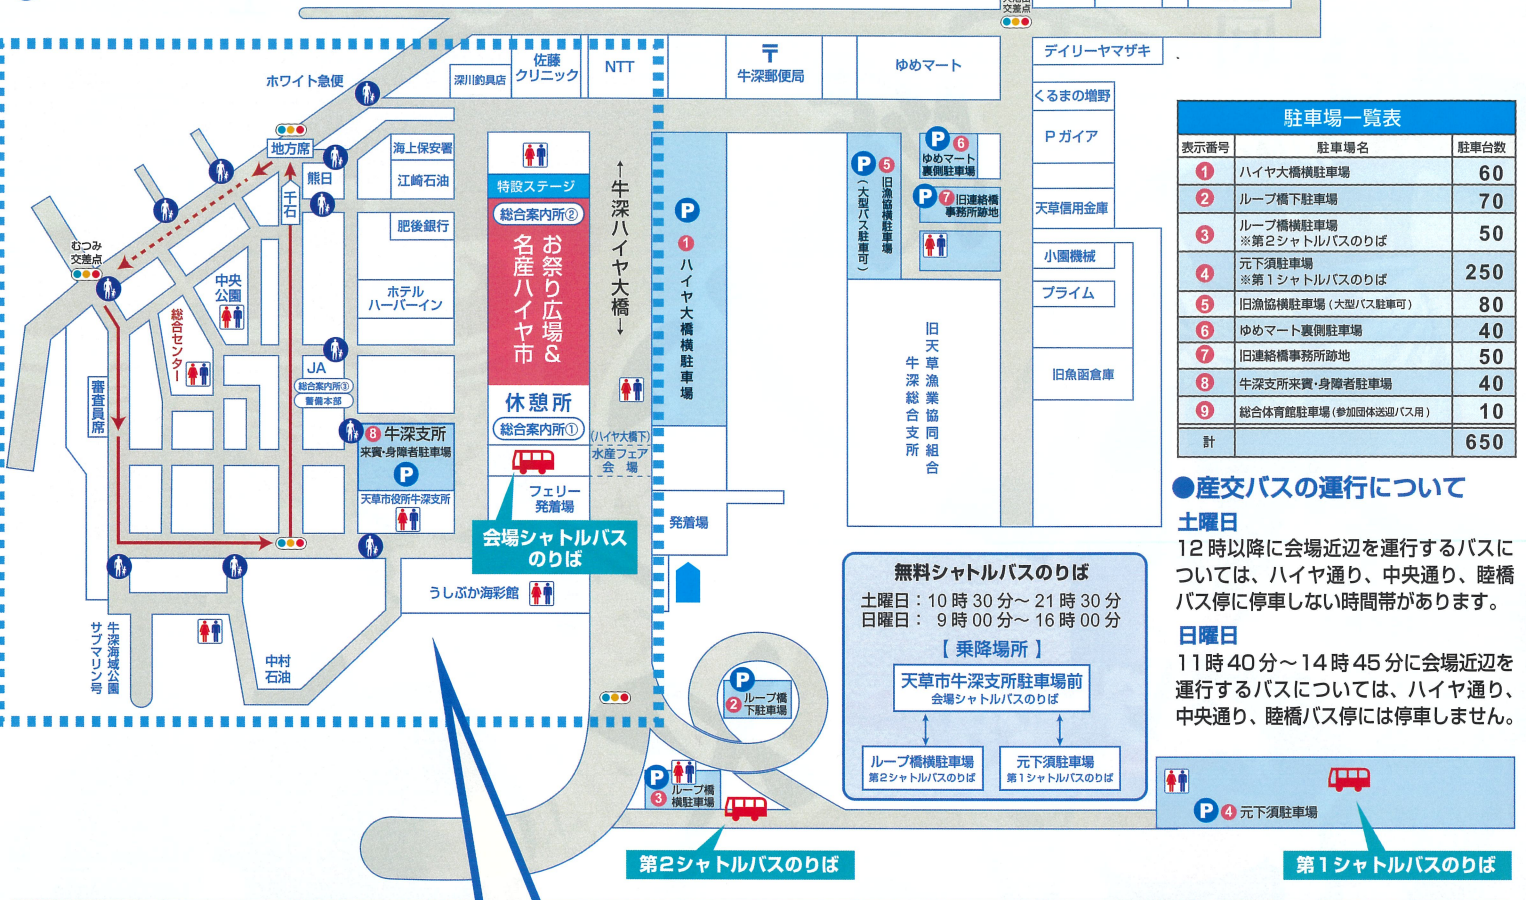 交差点
デイリーヤマザキ
佐藤
クリニック
NTT
〒
牛深郵便局
ゆめマート
深川釣具店
ホワイト急便
くるまの増野
Pガイア
天草信用金庫
小園機械
プライム
旧魚函倉庫
地方席
熊日
千石
海上保安署
江崎石油
肥後銀行
ホテル
ハーバーイン
むつみ
交差点
中央
公園
総合センター
審査員席
JA
総合案内所③
警備本部
8 牛深支所
来賓・身障者駐車場
P
天草市役所牛深支所
特設ステージ
総合案内所②
お祭り広場&
名産ハイヤ市
休憩所
総合案内所①
←牛深ハイヤ大橋→
(ハイヤ大橋下)
水産フェア
会場
フェリー
発着場
会場シャトルバス
のりば
発着場
うしぶか海彩館
牛深海域公園
サブマリン号
中村
石油
P
1 ハイヤ大橋横駐車場
P
5 旧漁協横駐車場
(大型バス駐車可)
P 6
ゆめマート
裏側駐車場
P 7 旧連絡橋
事務所跡地
旧天草漁業協同組合
牛深総合支所
P
2 ループ橋
下駐車場
P
3 ループ橋
横駐車場
第2シャトルバスのりば
P 4 元下須駐車場
第1シャトルバスのりば
無料シャトルバスのりば
土曜日：10時30分～21時30分
日曜日： 9時00分～16時00分
【 乗降場所 】
天草市牛深支所駐車場前
会場シャトルバスのりば
ループ橋横駐車場
第2シャトルバスのりば
元下須駐車場
第1シャトルバスのりば
駐車場一覧表
表示番号 駐車場名 駐車台数
1 ハイヤ大橋横駐車場 60
2 ループ橋下駐車場 70
3 ループ橋横駐車場 50
※第2シャトルバスのりば
4 元下須駐車場 250
※第1シャトルバスのりば
5 旧漁協横駐車場(大型バス駐車可) 80
6 ゆめマート裏側駐車場 40
7 旧連絡橋事務所跡地 50
8 牛深支所来賓・身障者駐車場 40
9 総合体育館駐車場(参加団体送迎バス用) 10
計 650
●産交バスの運行について
土曜日
12時以降に会場近辺を運行するバスに
ついては、ハイヤ通り、中央通り、睦橋
バス停に停車しない時間帯があります。
日曜日
11時40分～14時45分に会場近辺を
運行するバスについては、ハイヤ通り、
中央通り、睦橋バス停には停車しません。